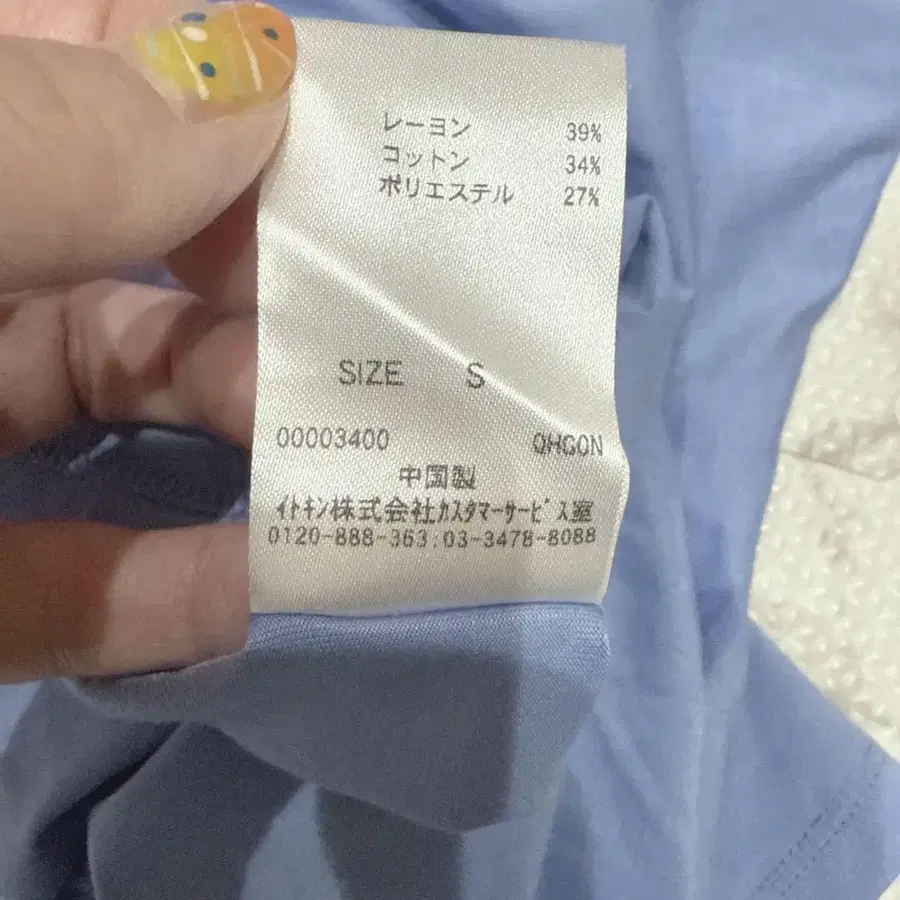 レーヨン 39%
コットン 34%
ポリエステル 27%
SIZE S
00003400 QHGON
中国製
ｲﾄｷﾝ株式会社ｶｽﾀﾏｰｻｰﾋﾞｽ室
0120-888-363:03-3478-8088